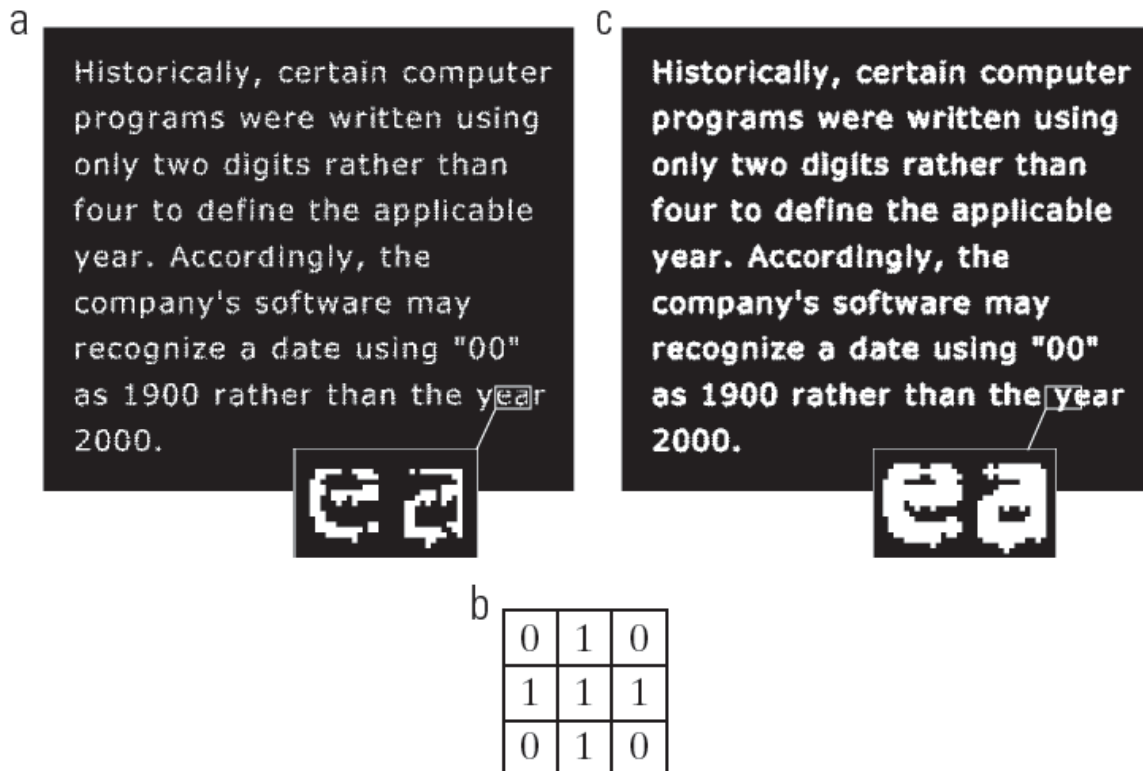 a
Historically, certain computer
programs were written using
only two digits rather than
four to define the applicable
year. Accordingly, the
company's software may
recognize a date using "00"
as 1900 rather than the year
2000.
ea
c
Historically, certain computer
programs were written using
only two digits rather than
four to define the applicable
year. Accordingly, the
company's software may
recognize a date using "00"
as 1900 rather than the year
2000.
ea
b
0 1 0
1 1 1
0 1 0